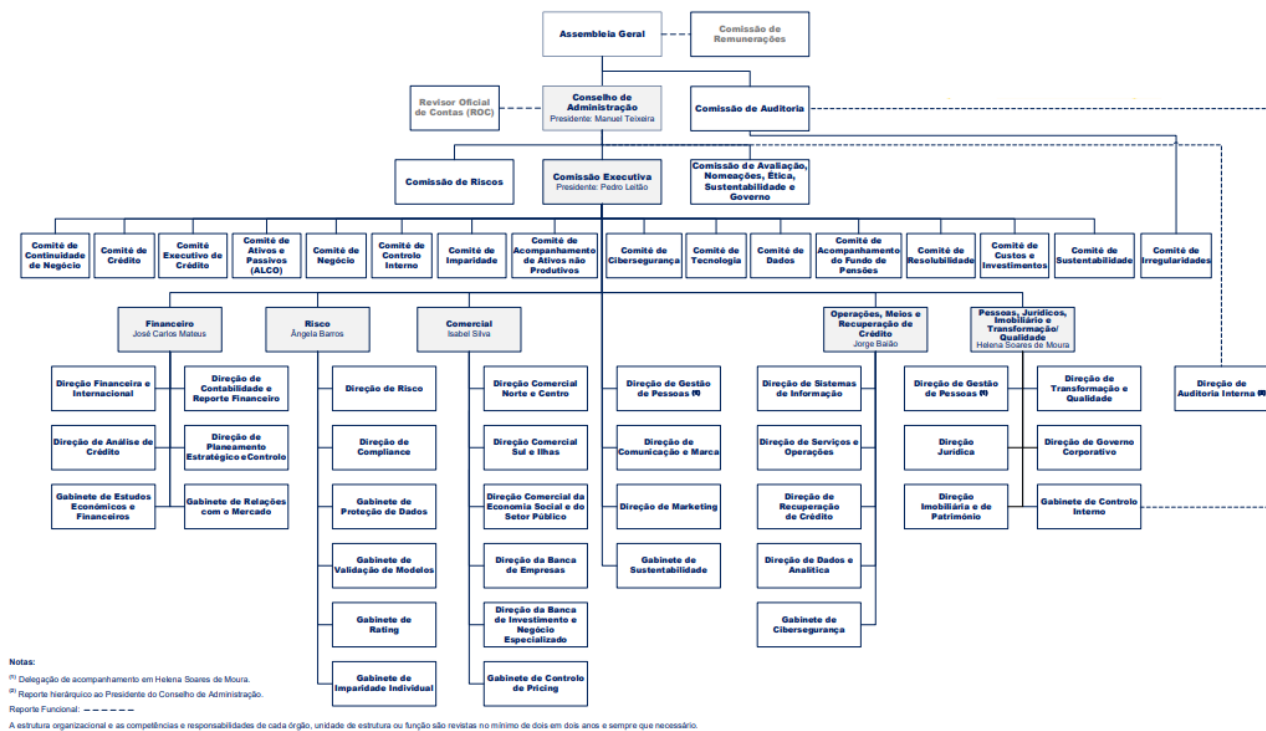 Assembleia Geral
Comissão de
Remunerações
Revisor Oficial
de Contas (ROC)
Conselho de
Administração
Presidente: Manuel Teixeira
Comissão de Auditoria
Comissão de Riscos
Comissão Executiva
Presidente: Pedro Leitão
Comissão de Avaliação,
Nomeações, Ética,
Sustentabilidade e
Governo
Comité de
Continuidade
de Negócio
Comité de
Crédito
Comité
Executivo de
Crédito
Comité de
Ativos e
Passivos
(ALCO)
Comité de
Negócio
Comité de
Controlo
Interno
Comité de
Imparidade
Comité de
Acompanhamento
de Ativos não
Produtivos
Comité de
Cibersegurança
Comité de
Tecnologia
Comité de
Dados
Comité de
Acompanhamento
do Fundo de
Pensões
Comité de
Resolubilidade
Comité de
Custos e
Investimentos
Comité de
Sustentabilidade
Comité de
Irregularidades
Financeiro
José Carlos Mateus
Risco
Ângela Barros
Comercial
Isabel Silva
Operações, Meios e
Recuperação de
Crédito
Jorge Baião
Pessoas, Jurídicos,
Imobiliário e
Transformação/
Qualidade
Helena Soares de Moura
Direção Financeira e
Internacional
Direção de
Contabilidade e
Reporte Financeiro
Direção de Análise de
Crédito
Direção de
Planeamento
Estratégico e Controlo
Gabinete de Estudos
Económicos e
Financeiros
Gabinete de Relações
com o Mercado
Direção de Risco
Direção de
Compliance
Gabinete de
Proteção de Dados
Gabinete de
Validação de Modelos
Gabinete de
Rating
Gabinete de
Imparidade Individual
Direção Comercial
Norte e Centro
Direção Comercial
Sul e Ilhas
Direção Comercial da
Economia Social e do
Setor Público
Direção da Banca
de Empresas
Direção da Banca
de Investimento e
Negócio
Especializado
Gabinete de Controlo
de Pricing
Direção de Gestão
de Pessoas (1)
Direção de
Comunicação e Marca
Direção de Marketing
Gabinete de
Sustentabilidade
Direção de Sistemas
de Informação
Direção de Serviços e
Operações
Direção de
Recuperação
de Crédito
Direção de Dados e
Analítica
Gabinete de
Cibersegurança
Direção de Gestão
de Pessoas (1)
Direção de
Transformação e
Qualidade
Direção
Jurídica
Direção de Governo
Corporativo
Direção
Imobiliária e de
Património
Gabinete de Controlo
Interno
Direção de
Auditoria Interna (2)
Notas:
(1) Delegação de acompanhamento em Helena Soares de Moura.
(2) Reporte hierárquico ao Presidente do Conselho de Administração.
Reporte Funcional:
A estrutura organizacional e as competências e responsabilidades de cada órgão, unidade de estrutura ou função são revistas no mínimo de dois em dois anos e sempre que necessário.